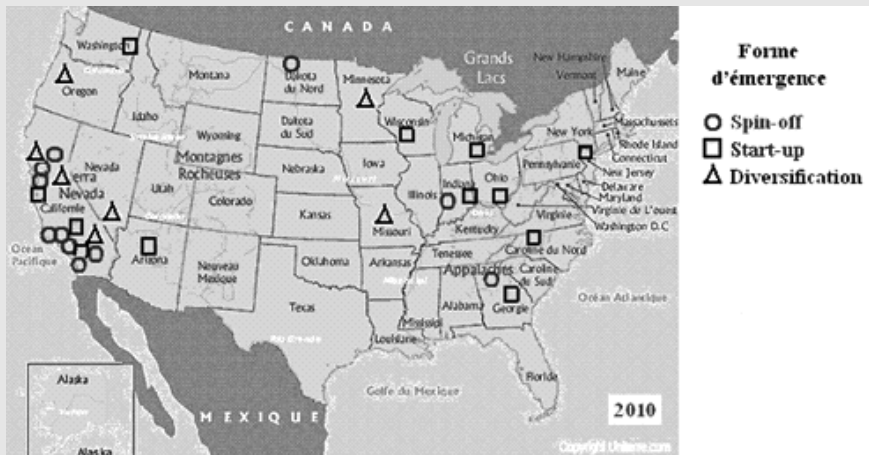 CANADA
Washington
Montana
Dakota
du Nord
Minnesota
Grands
Lacs
New Hampshire
Vermont
Maine
Oregon
Idaho
Dakota
du Sud
Wisconsin
Michigan
New York
Massachussets
Rhode Island
Connecticut
Wyoming
Montagnes
Rocheuses
Iowa
Nebraska
Pennsylvanie
New Jersey
Delaware
Maryland
Virginie de L'ouest
Washington D.C
Nevada
Sierra
Nevada
Utah
Colorado
Kansas
Illinois
Indiana
Ohio
Virginie
Californie
Missouri
Kentucky
Océan
Pacifique
Arizona
Nouveau
Mexique
Oklahoma
Arkansas
Tenessee
Appalaches
Caroline du Nord
Caroline
du Sud
Texas
Mississipi
Alabama
Georgie
Océan Atlantique
Louisiane
Floride
Golfe du Mexique
MEXIQUE
Alaska
Alaska
2010
Copyright Uniterre.com
Forme
d'émergence
Spin-off
Start-up
Diversification